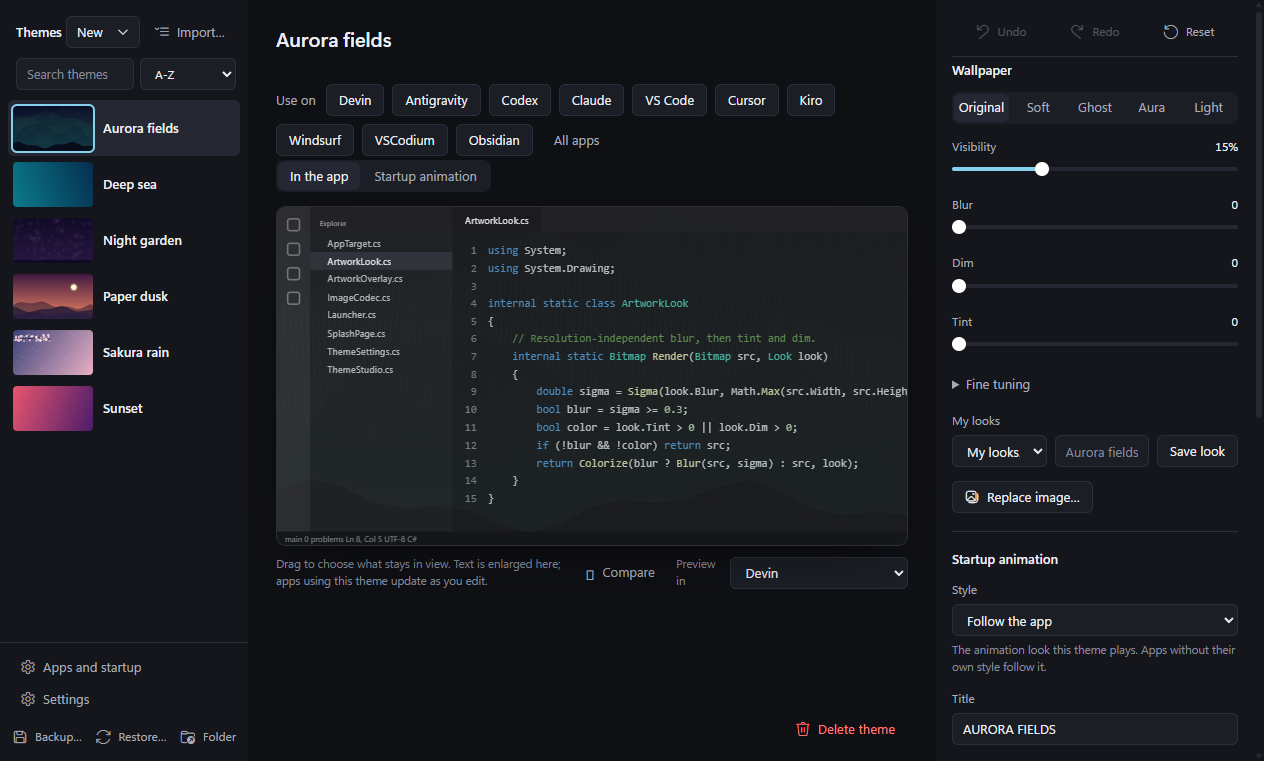 Themes New Import...
Search themes A-Z
Aurora fields
Deep sea
Night garden
Paper dusk
Sakura rain
Sunset
Apps and startup
Settings
Backup... Restore... Folder
Aurora fields
Use on Devin Antigravity Codex Claude VS Code Cursor Kiro
Windsurf VSCodium Obsidian All apps
In the app Startup animation
Explorer
AppTarget.cs
ArtworkLook.cs
ArtworkOverlay.cs
ImageCodec.cs
Launcher.cs
SplashPage.cs
ThemeSettings.cs
ThemeStudio.cs
ArtworkLook.cs
1 using System;
2 using System.Drawing;
3
4 internal static class ArtworkLook
5 {
6 // Resolution-independent blur, then tint and dim.
7 internal static Bitmap Render(Bitmap src, Look look)
8 {
9 double sigma = Sigma(look.Blur, Math.Max(src.Width, src.Heigh
10 bool blur = sigma >= 0.3;
11 bool color = look.Tint > 0 || look.Dim > 0;
12 if (!blur && !color) return src;
13 return Colorize(blur ? Blur(src, sigma) : src, look);
14 }
15 }
main 0 problems Ln 8, Col 5 UTF-8 C#
Drag to choose what stays in view. Text is enlarged here;
apps using this theme update as you edit.
Compare
Preview
in
Devin
Delete theme
Undo Redo Reset
Wallpaper
Original Soft Ghost Aura Light
Visibility 15%
Blur 0
Dim 0
Tint 0
Fine tuning
My looks
My looks Aurora fields Save look
Replace image...
Startup animation
Style
Follow the app
The animation look this theme plays. Apps without their
own style follow it.
Title
AURORA FIELDS